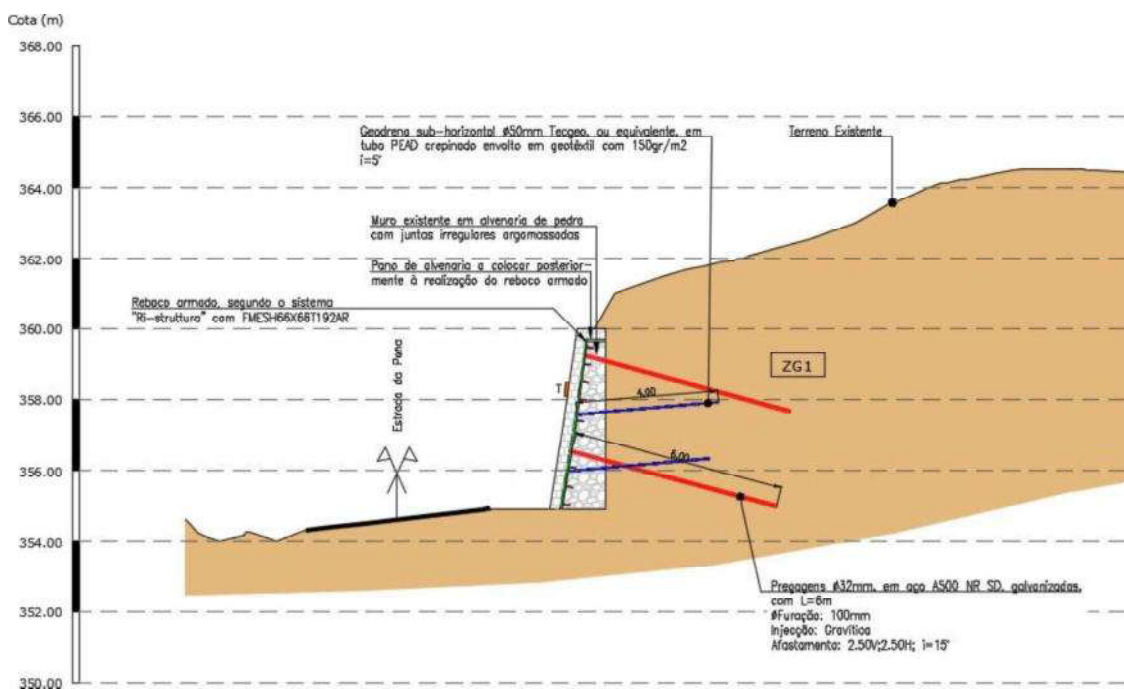 Cota (m)
368.00
366.00
364.00
362.00
360.00
358.00
356.00
354.00
352.00
350.00
Geodreno sub-horizontal Ø50mm Tecgeo, ou equivalente, em
tubo PEAD crepinado envolto em geotêxtil com 150gr/m2
i=5°
Terreno Existente
Muro existente em alvenaria de pedra
com juntas irregulares argamassadas
Pano de alvenaria a colocar posterior-
mente à realização do reboco armado
Reboco armado, segundo o sistema
"Ri-struttura" com FMESH66X66T192AR
Estrada da Pena
T
4.00
ZG1
6.00
Pregagens Ø32mm, em aço A500 NR SD, galvanizadas,
com L=6m
ØFuração: 100mm
Injecção: Gravítica
Afastamento: 2.50V;2.50H; i=15°